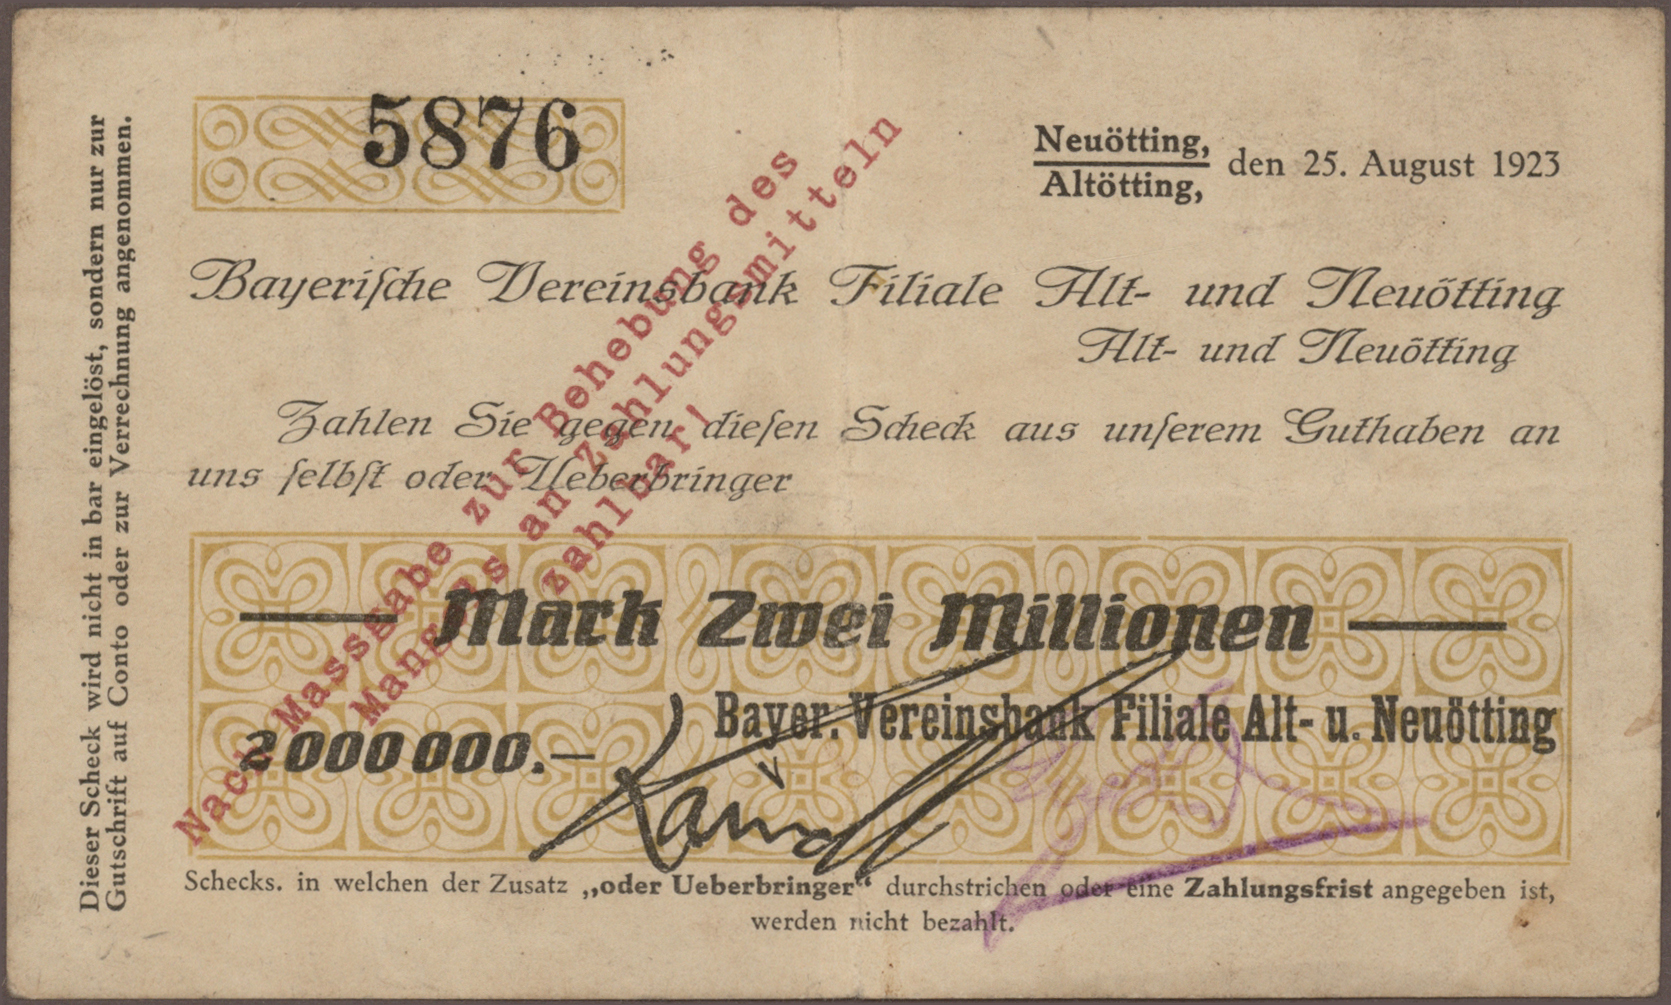 5876
Neuötting,
Altötting,
den 25. August 1923
Bayerische Vereinsbank Filiale Alt- und Neuötting
Alt- und Neuötting
Zahlen Sie gegen diesen Scheck aus unserem Guthaben an
uns selbst oder Ueberbringer
Mark Zwei Millionen
Bayer. Vereinsbank Filiale Alt- u. Neuötting
2000000.—
Schecks. in welchen der Zusatz „oder Ueberbringer“ durchstrichen oder eine Zahlungsfrist angegeben ist,
werden nicht bezahlt.
Dieser Scheck wird nicht in bar eingelöst, sondern nur zur
Gutschrift auf Conto oder zur Verrechnung angenommen.
Nach Massgabe zur Behebung des
Mangels an Zahlungsmitteln
zahlbar!